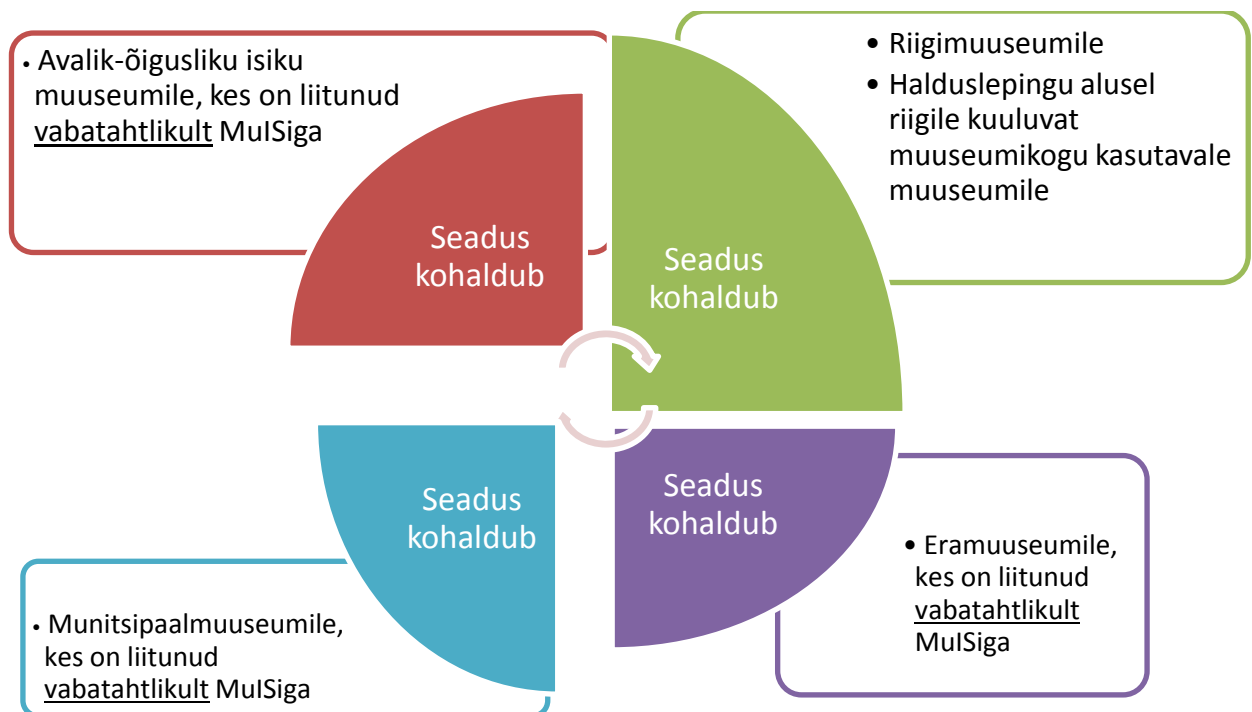 • Avalik-õigusliku isiku
muuseumile, kes on liitunud
vabatahtlikult MuISiga
Seadus
kohaldub
• Riigimuuseumile
• Halduslepingu alusel
riigile kuuluvat
muuseumikogu kasutavale
muuseumile
Seadus
kohaldub
Seadus
kohaldub
• Munitsipaalmuuseumile,
kes on liitunud
vabatahtlikult MuISiga
Seadus
kohaldub
• Eramuuseumile,
kes on liitunud
vabatahtlikult
MuISiga